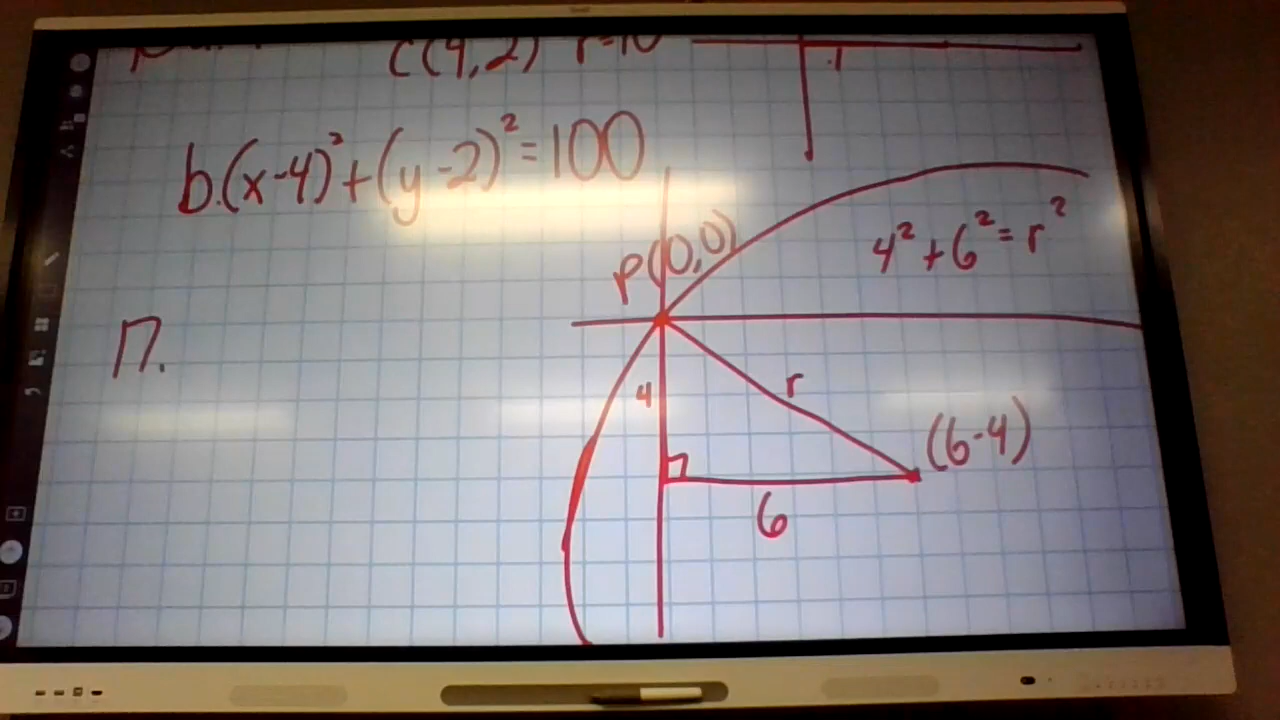 C(4,2) r=10
b.(x-4)²+(y-2)²=100
P(0,0)
4²+6²=r²
17.
4
r
(6-4)
6